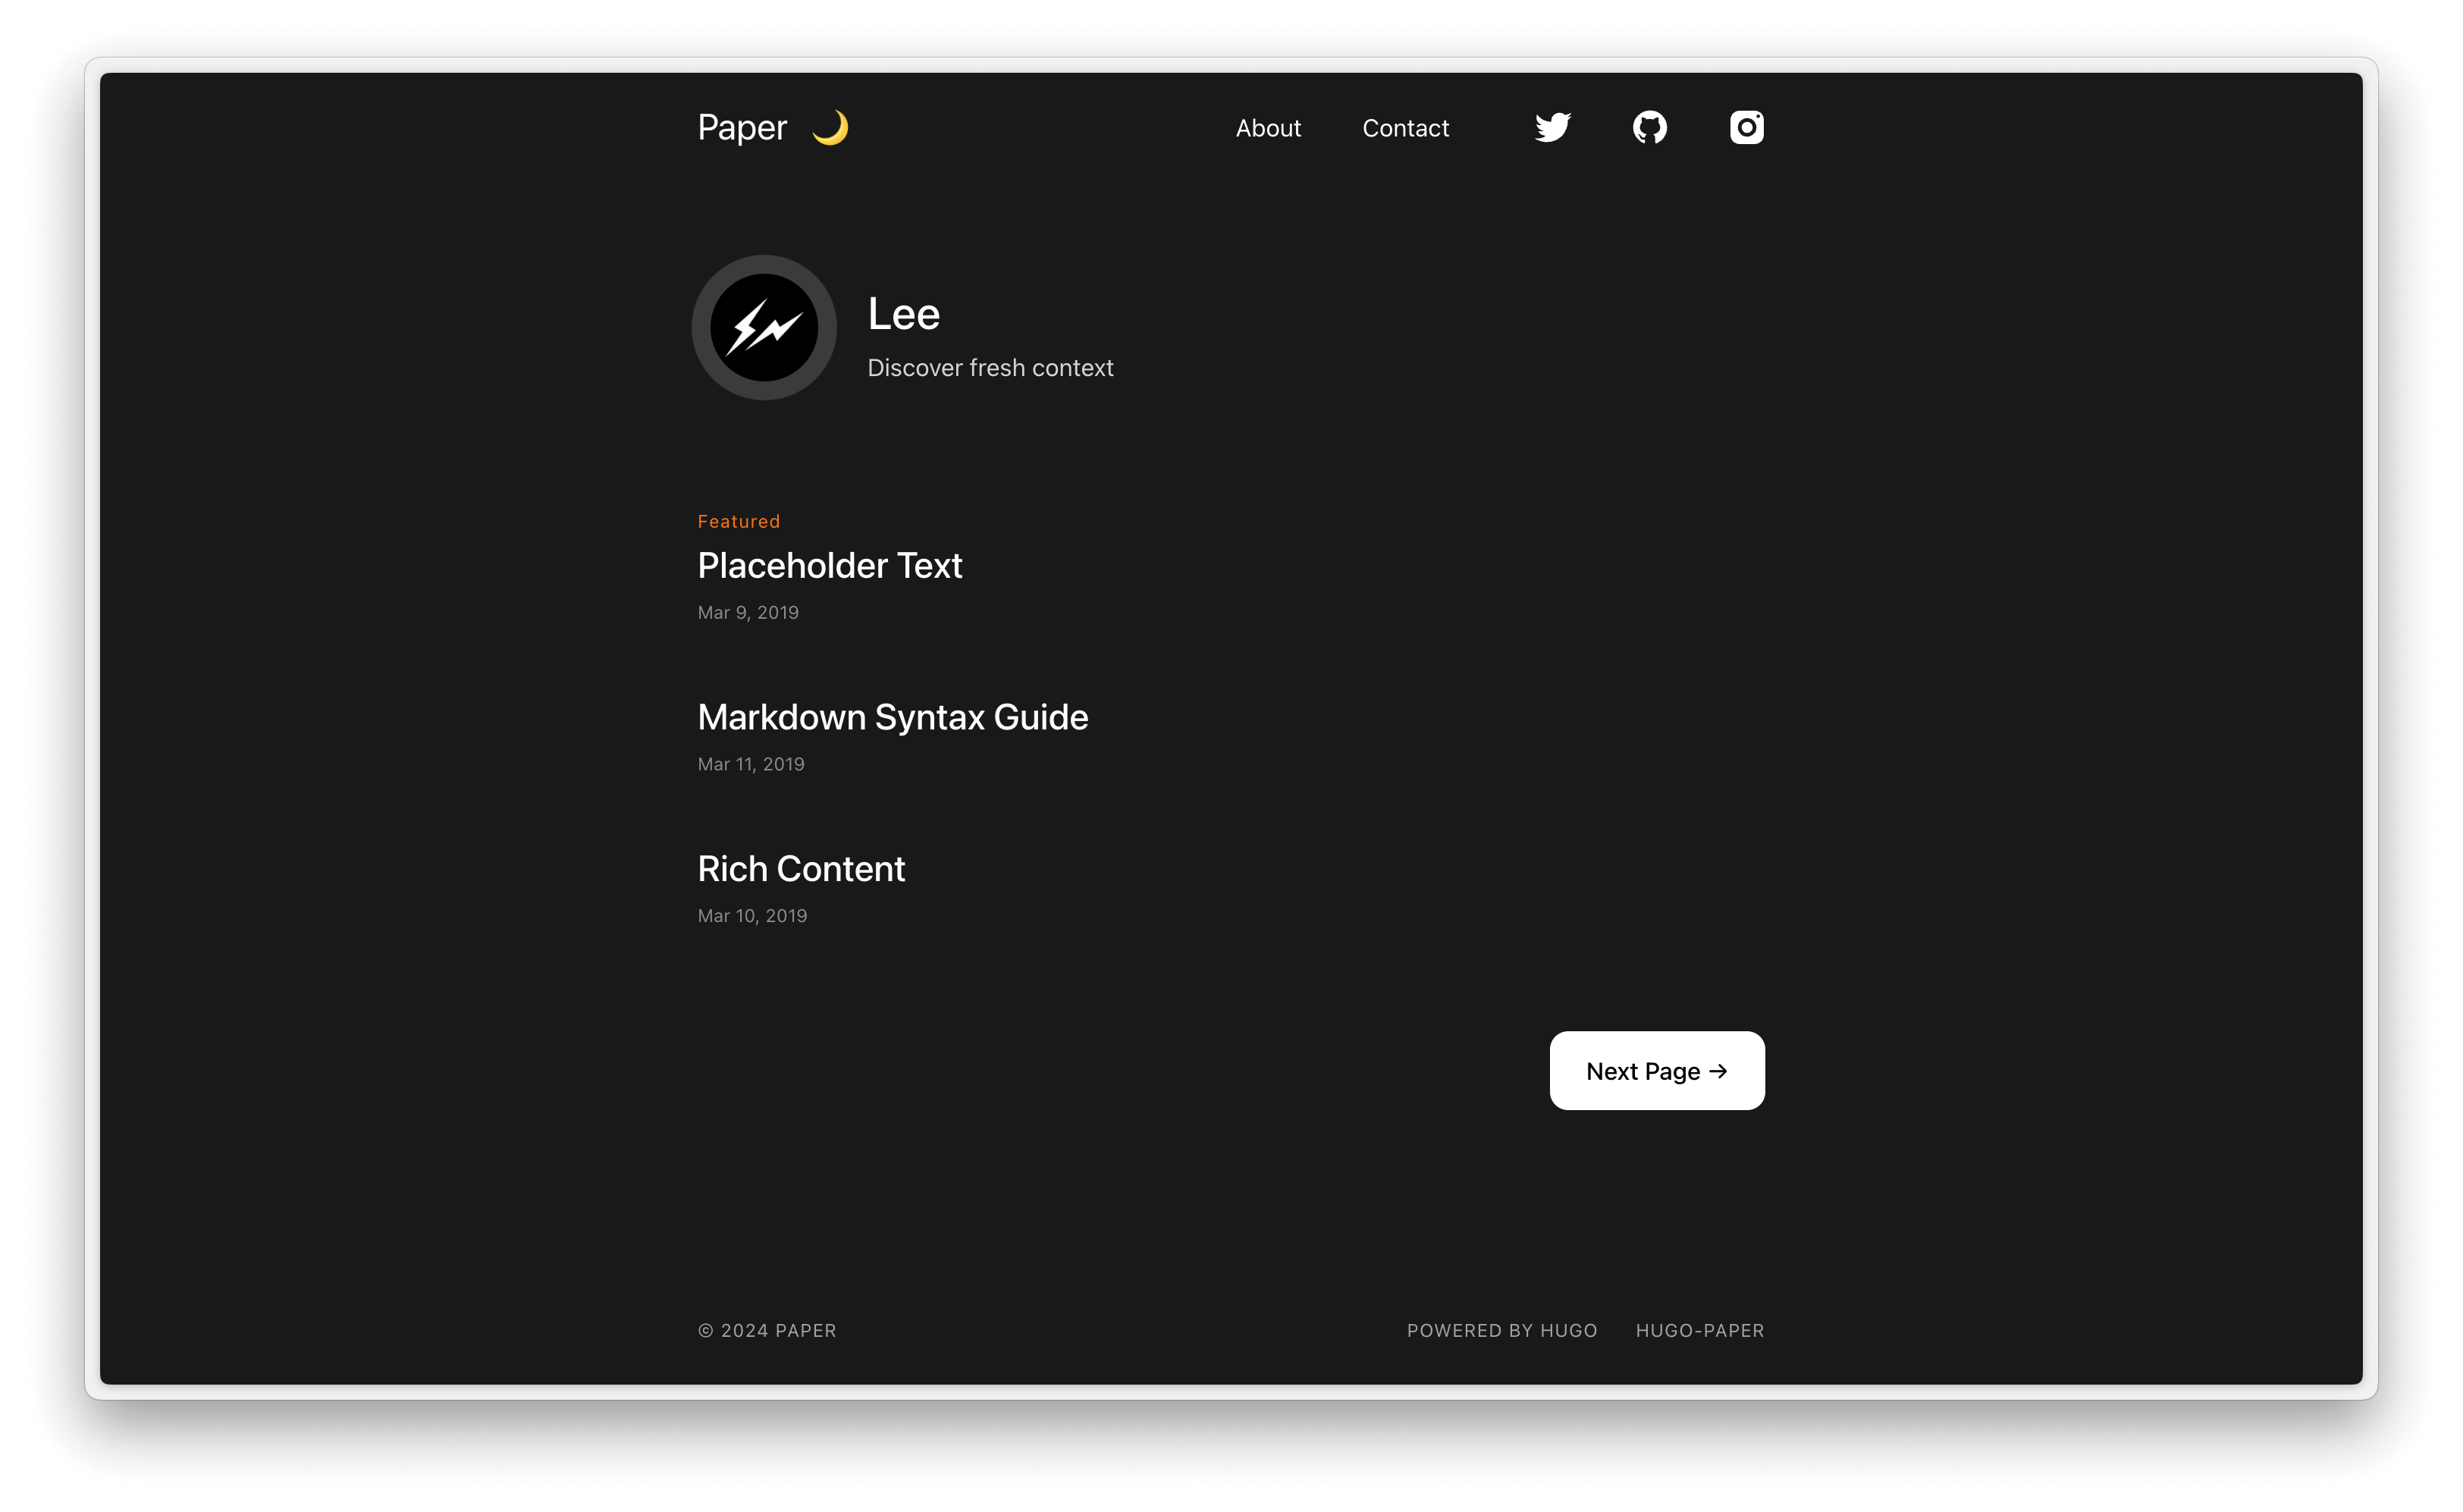 Paper 🌙
About Contact
Lee
Discover fresh context
Featured
Placeholder Text
Mar 9, 2019
Markdown Syntax Guide
Mar 11, 2019
Rich Content
Mar 10, 2019
Next Page →
© 2024 PAPER
POWERED BY HUGO HUGO-PAPER